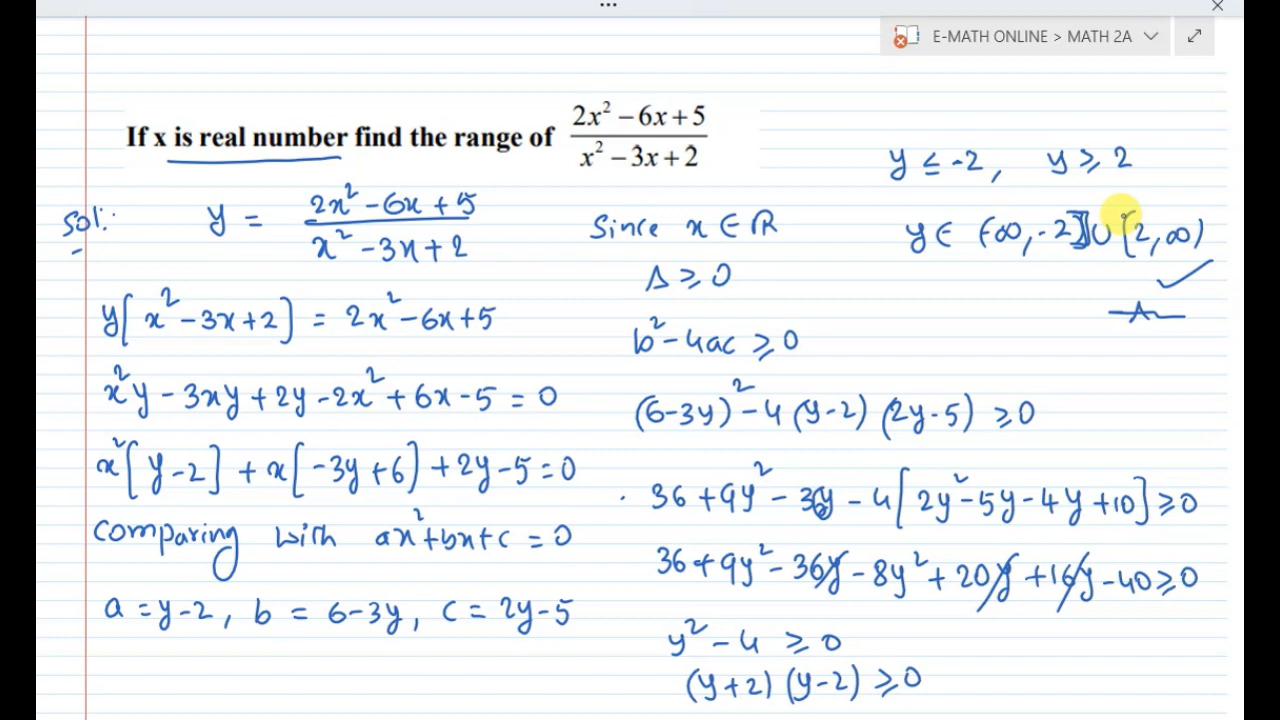 E-MATH ONLINE > MATH 2A
If x is real number find the range of (2x² − 6x + 5)/(x² − 3x + 2)
Sol:
y = (2x² − 6x + 5)/(x² − 3x + 2)
y[x² − 3x + 2] = 2x² − 6x + 5
x²y − 3xy + 2y − 2x² + 6x − 5 = 0
x²[y − 2] + x[−3y + 6] + 2y − 5 = 0
comparing with ax² + bx + c = 0
a = y − 2, b = 6 − 3y, c = 2y − 5
Since x ∈ ℝ
Δ ≥ 0
b² − 4ac ≥ 0
(6 − 3y)² − 4(y − 2)(2y − 5) ≥ 0
36 + 9y² − 36y − 4[2y² − 5y − 4y + 10] ≥ 0
36 + 9y² − 36y − 8y² + 20y + 16y − 40 ≥ 0
y² − 4 ≥ 0
(y + 2)(y − 2) ≥ 0
y ≤ −2, y ≥ 2
y ∈ (−∞, −2] ∪ [2, ∞)